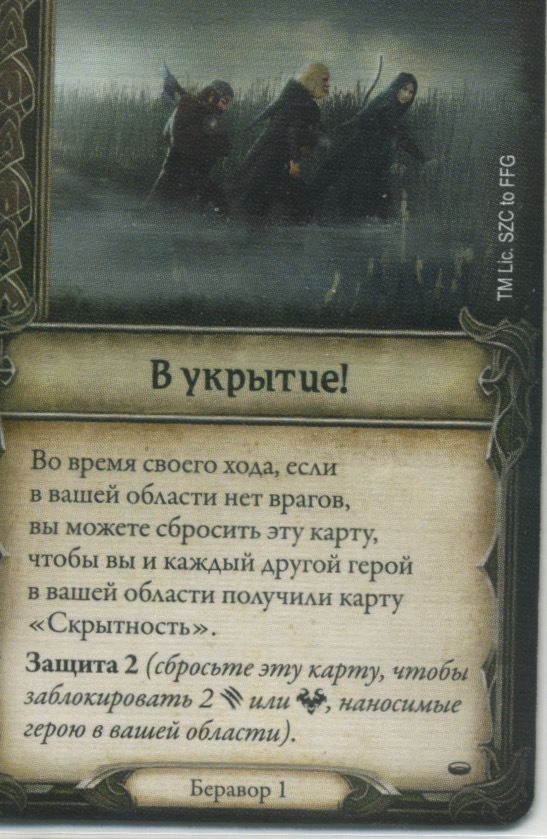 TM Lic. SZC to FFG
В укрытие!
Во время своего хода, если
в вашей области нет врагов,
вы можете сбросить эту карту,
чтобы вы и каждый другой герой
в вашей области получили карту
«Скрытность».
Защита 2 (сбросьте эту карту, чтобы
заблокировать 2 или , наносимые
герою в вашей области).
Беравор 1